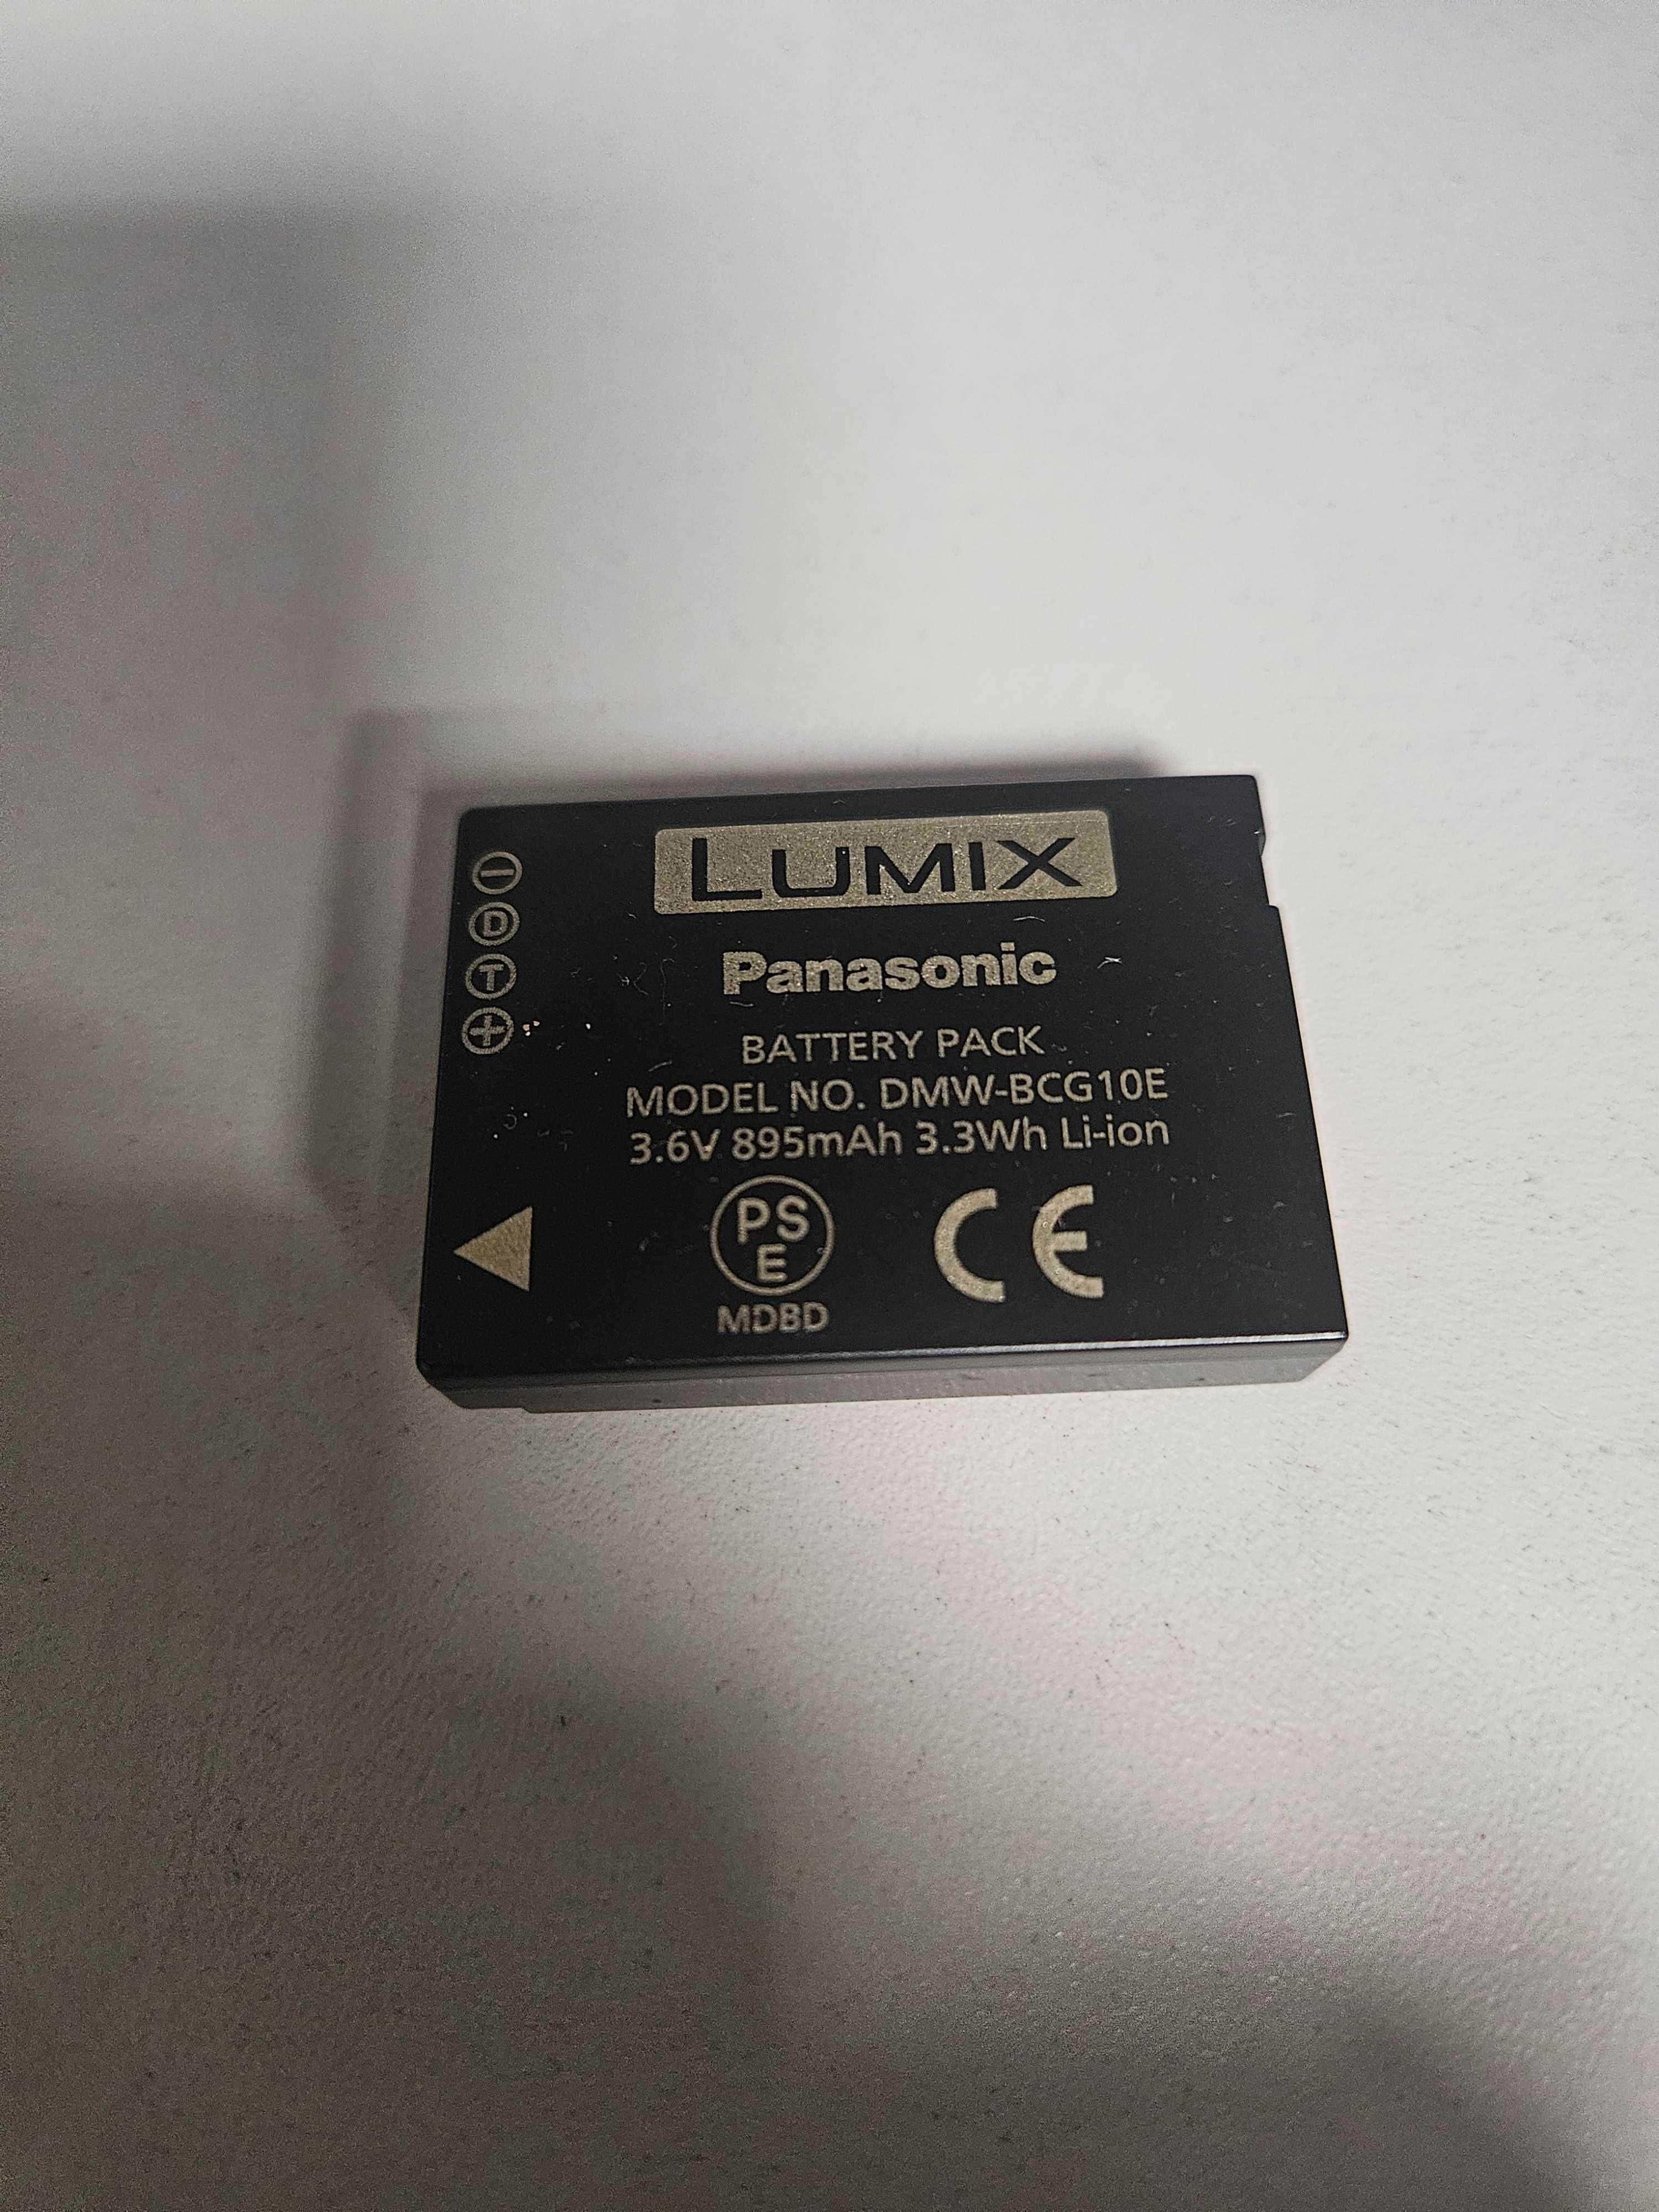 LUMIX
Panasonic
BATTERY PACK
MODEL NO. DMW-BCG10E
3.6V 895mAh 3.3Wh Li-ion
PS
E
MDBD
CE
−
D
T
+